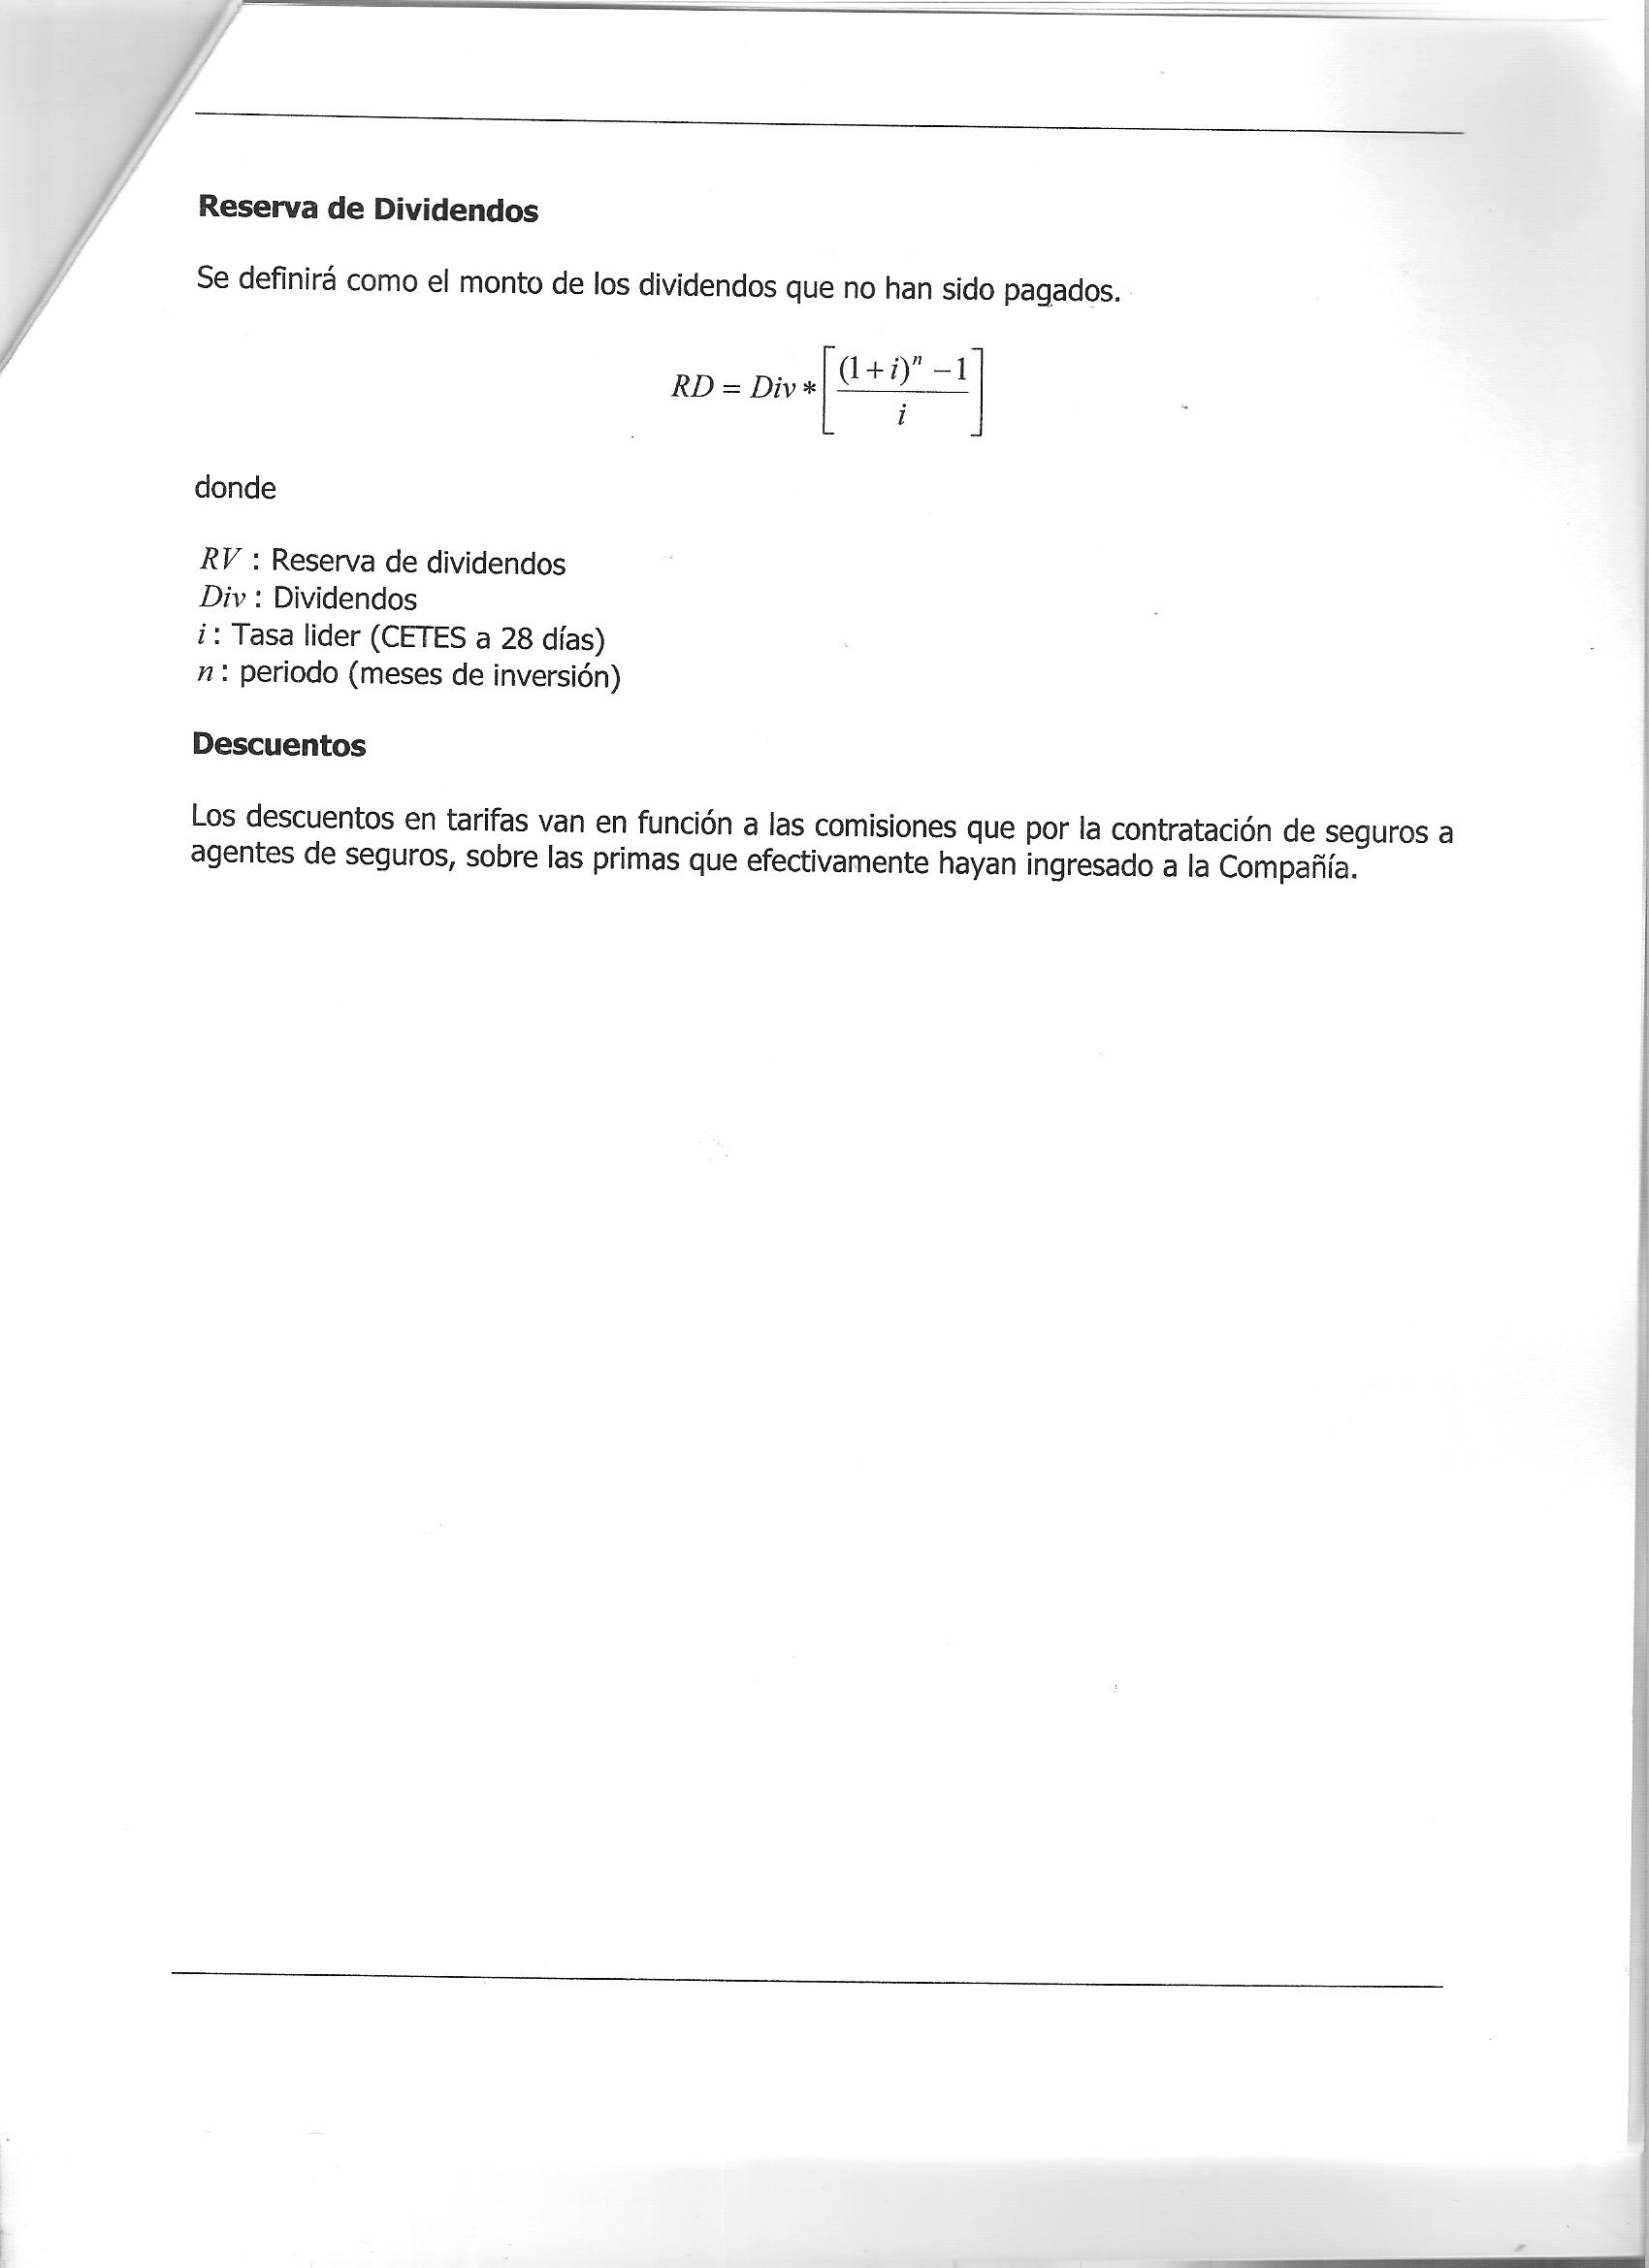 Reserva de Dividendos
Se definirá como el monto de los dividendos que no han sido pagados.
RD = Div * [ ((1 + i)^n − 1) / i ]
donde
RV : Reserva de dividendos
Div : Dividendos
i : Tasa lider (CETES a 28 días)
n : periodo (meses de inversión)
Descuentos
Los descuentos en tarifas van en función a las comisiones que por la contratación de seguros a
agentes de seguros, sobre las primas que efectivamente hayan ingresado a la Compañía.